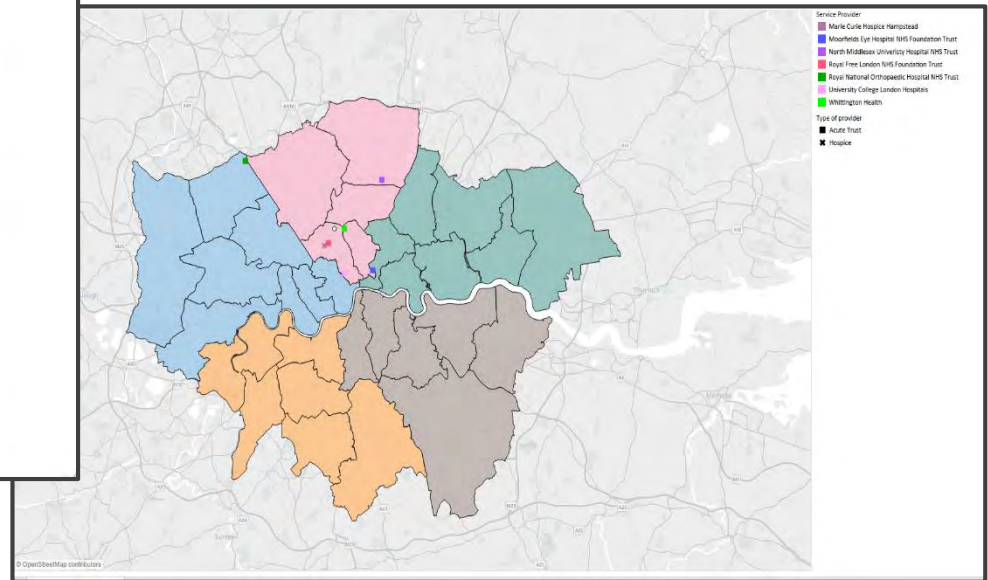 Service Provider
Marie Curie Hospice Hampstead
Moorfields Eye Hospital NHS Foundation Trust
North Middlesex Univeristy Hospital NHS Trust
Royal Free London NHS Foundation Trust
Royal National Orthopaedic Hospital NHS Trust
University College London Hospitals
Whittington Health
Type of provider
Acute Trust
Hospice
Thurrock
Surrey
© OpenStreetMap contributors